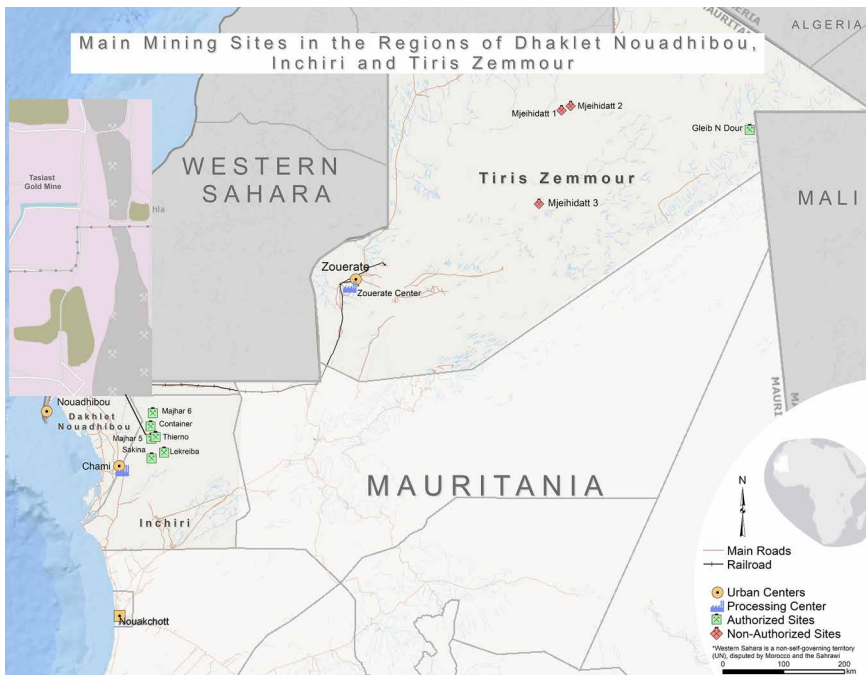 Main Mining Sites in the Regions of Dhaklet Nouadhibou,
Inchiri and Tiris Zemmour
ALGERIA
MAURITANIA
Mjeihidatt 1
Mjeihidatt 2
Gleib N Dour
WESTERN
SAHARA
Tiris Zemmour
MALI
Tasiast
Gold Mine
hla
Mjeihidatt 3
Zouerate
Zouerate Center
Nouadhibou
Dakhlet
Nouadhibou
Majhar 6
Container
Majhar 5
Thierno
Sakina
Lekreiba
Chami
Inchiri
MAURITANIA
Nouakchott
N
Main Roads
Railroad
Urban Centers
Processing Center
Authorized Sites
Non-Authorized Sites
*Western Sahara is a non-self-governing territory
(UN), disputed by Morocco and the Sahrawi
0 100 200
km